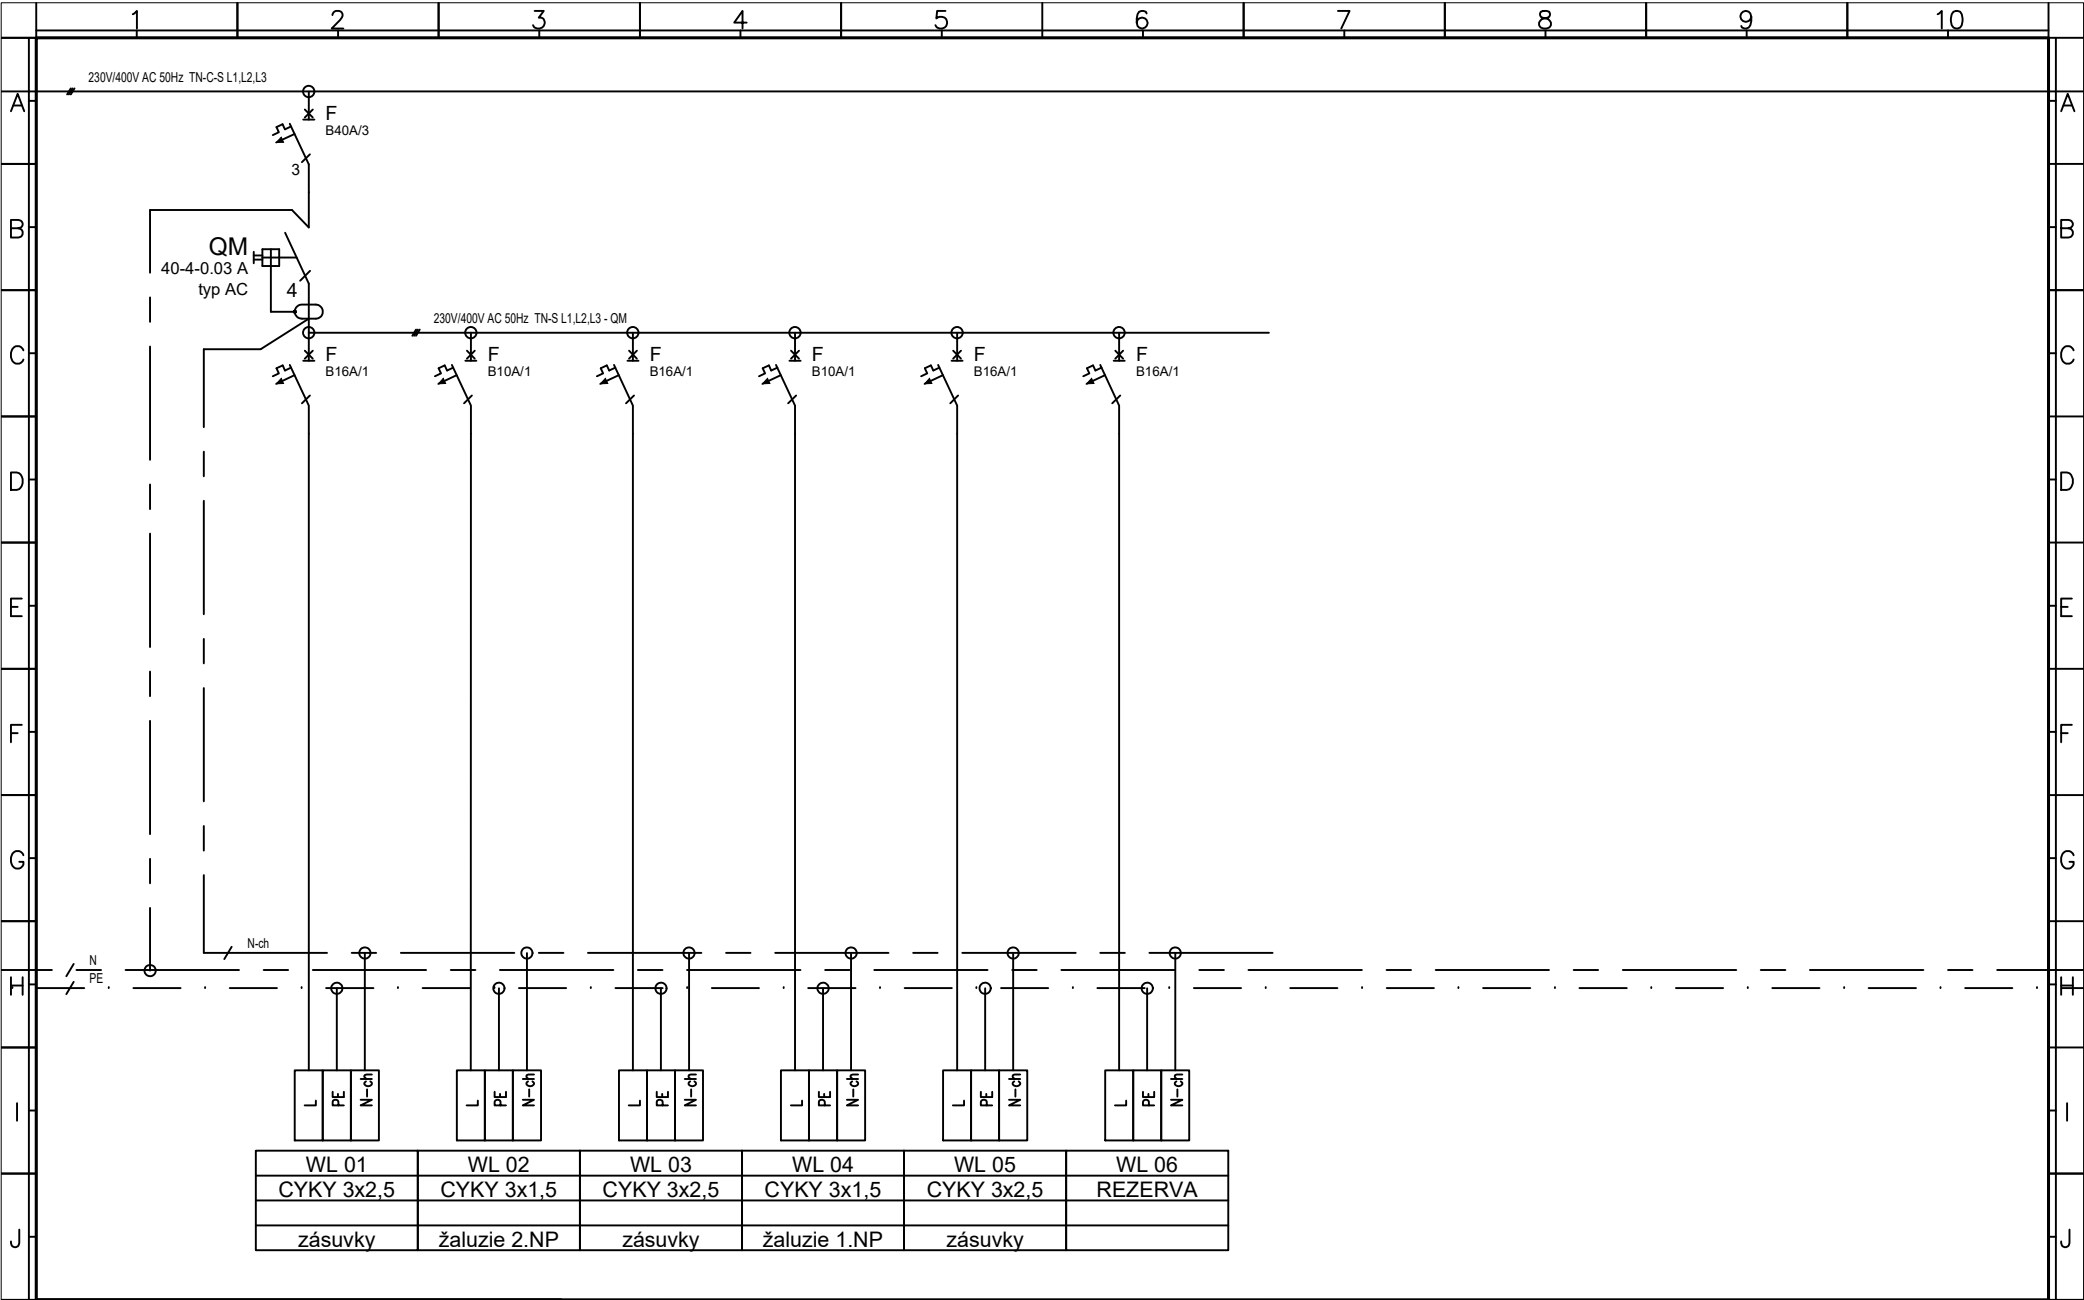 1 2 3 4 5 6 7 8 9 10
230V/400V AC 50Hz TN-C-S L1,L2,L3
A A
F
B40A/3
3
B B
QM
40-4-0.03 A
typ AC
4
230V/400V AC 50Hz TN-S L1,L2,L3 - QM
C C
F F F F F F
B16A/1 B10A/1 B16A/1 B10A/1 B16A/1 B16A/1
D D
E E
F F
G G
N-ch
N
PE
H H
L PE N-ch L PE N-ch L PE N-ch L PE N-ch L PE N-ch L PE N-ch
I I
WL 01 WL 02 WL 03 WL 04 WL 05 WL 06
CYKY 3x2,5 CYKY 3x1,5 CYKY 3x2,5 CYKY 3x1,5 CYKY 3x2,5 REZERVA
J J
zásuvky žaluzie 2.NP zásuvky žaluzie 1.NP zásuvky